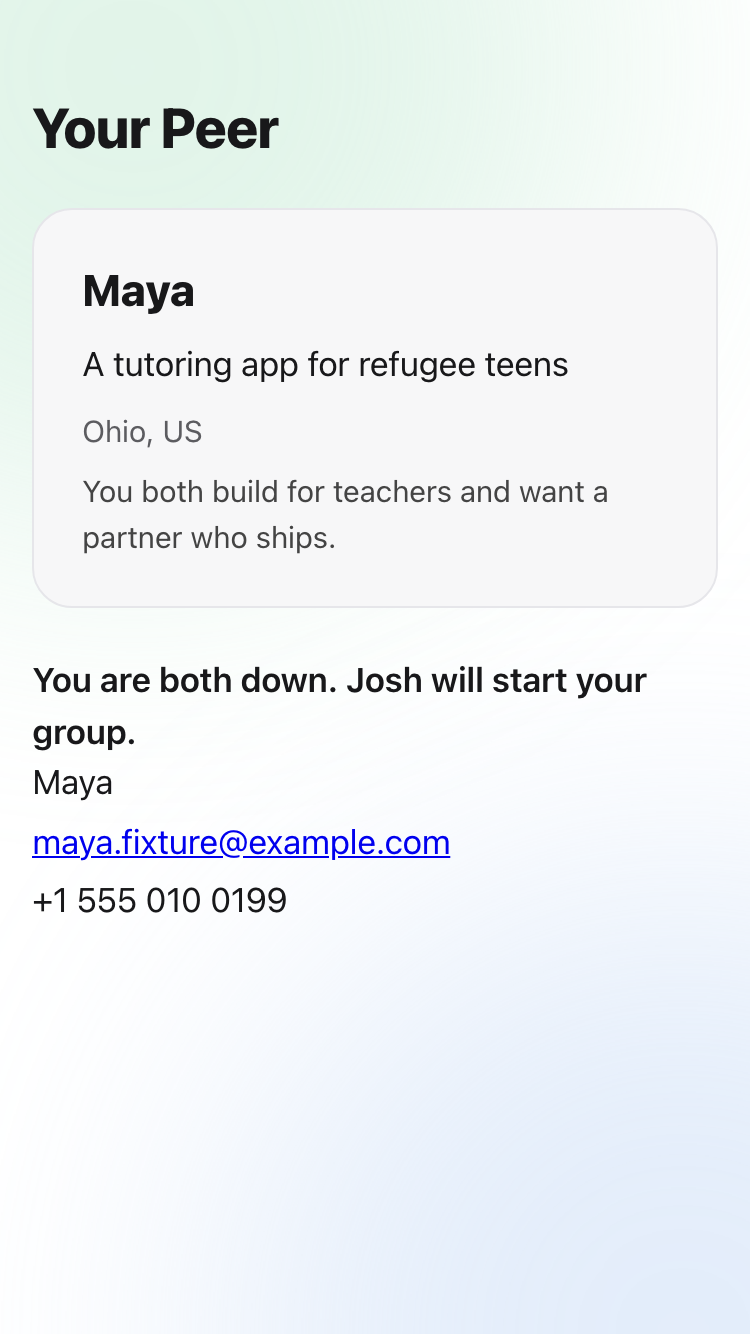 Your Peer
Maya
A tutoring app for refugee teens
Ohio, US
You both build for teachers and want a
partner who ships.
You are both down. Josh will start your
group.
Maya
maya.fixture@example.com
+1 555 010 0199